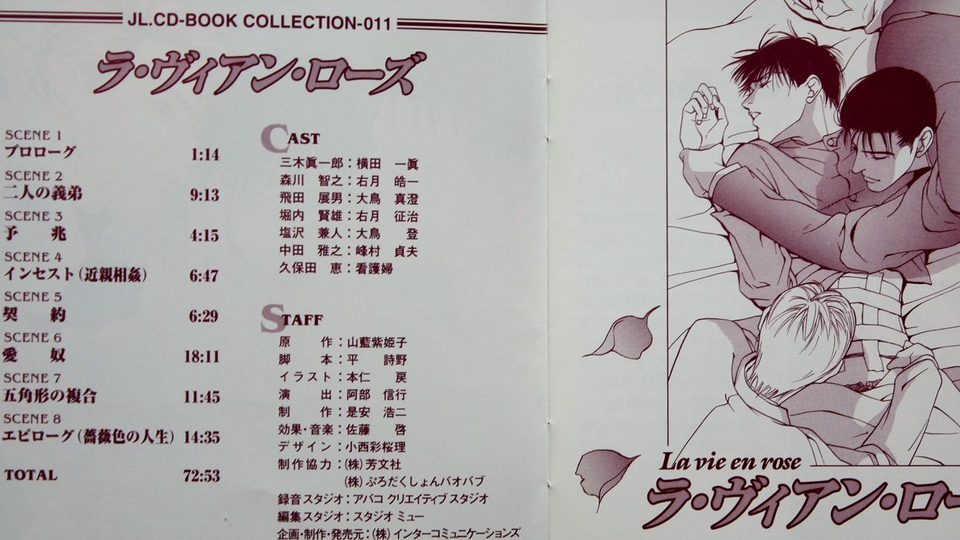 JL.CD-BOOK COLLECTION-011
ラ・ヴィアン・ローズ
SCENE 1
プロローグ 1:14
SCENE 2
二人の義弟 9:13
SCENE 3
予 兆 4:15
SCENE 4
インセスト(近親相姦) 6:47
SCENE 5
契 約 6:29
SCENE 6
愛 奴 18:11
SCENE 7
五角形の複合 11:45
SCENE 8
エピローグ(薔薇色の人生) 14:35
TOTAL 72:53
CAST
三木眞一郎:横田 一眞
森川 智之:右月 皓一
飛田 展男:大鳥 真澄
堀内 賢雄:右月 征治
塩沢 兼人:大鳥 登
中田 雅之:峰村 貞夫
久保田 恵:看護婦
STAFF
原 作:山藍紫姫子
脚 本:平 詩野
イラスト:本仁 戻
演 出:阿部 信行
制 作:是安 浩二
効果・音楽:佐藤 啓
デザイン:小西彩桜理
制作協力:(株)芳文社
(株)ぷろだくしょんバオバブ
録音スタジオ:アバコ クリエイティブ スタジオ
編集スタジオ:スタジオ ミュー
企画・制作・発売元:(株)インターコミュニケーションズ
La vie en rose
ラ・ヴィアン・ロー